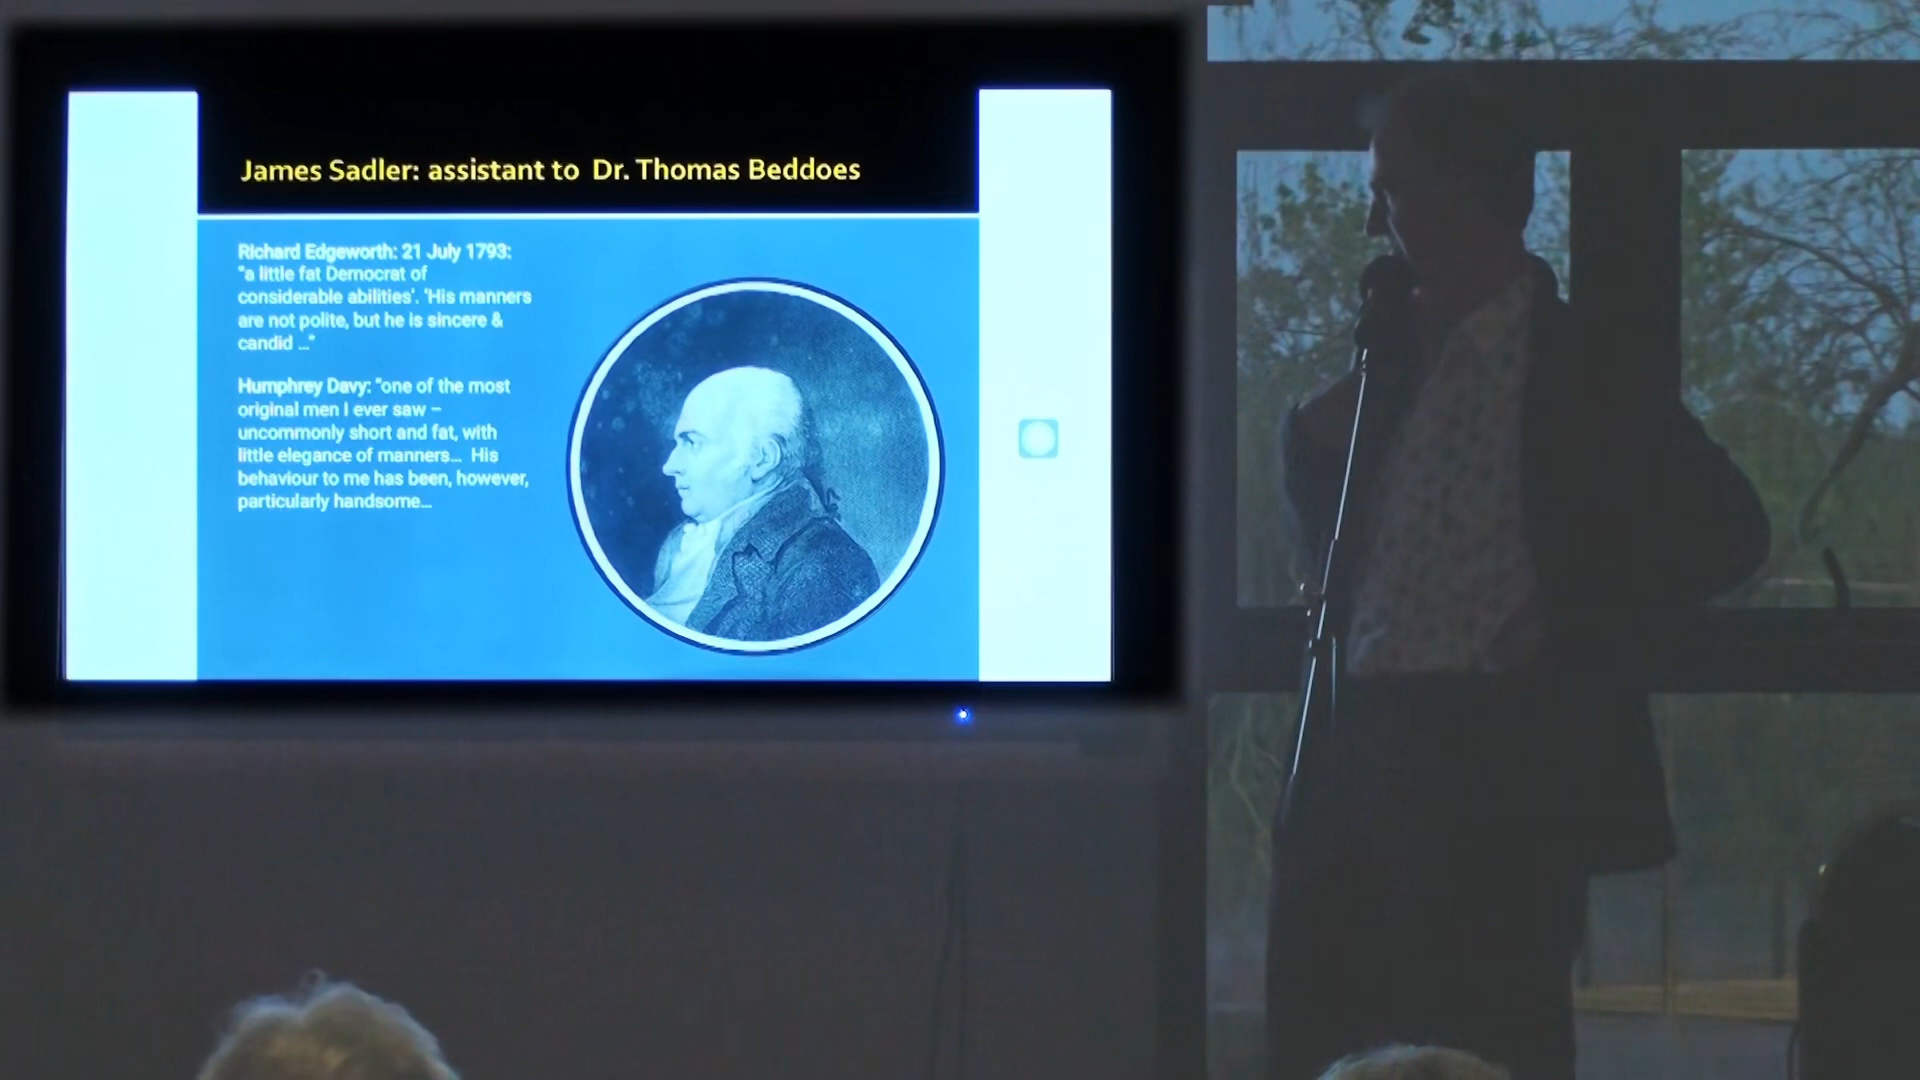 James Sadler: assistant to Dr. Thomas Beddoes
Richard Edgeworth: 21 July 1793:
"a little fat Democrat of
considerable abilities'. 'His manners
are not polite, but he is sincere &
candid ..."
Humphrey Davy: "one of the most
original men I ever saw –
uncommonly short and fat, with
little elegance of manners... His
behaviour to me has been, however,
particularly handsome...